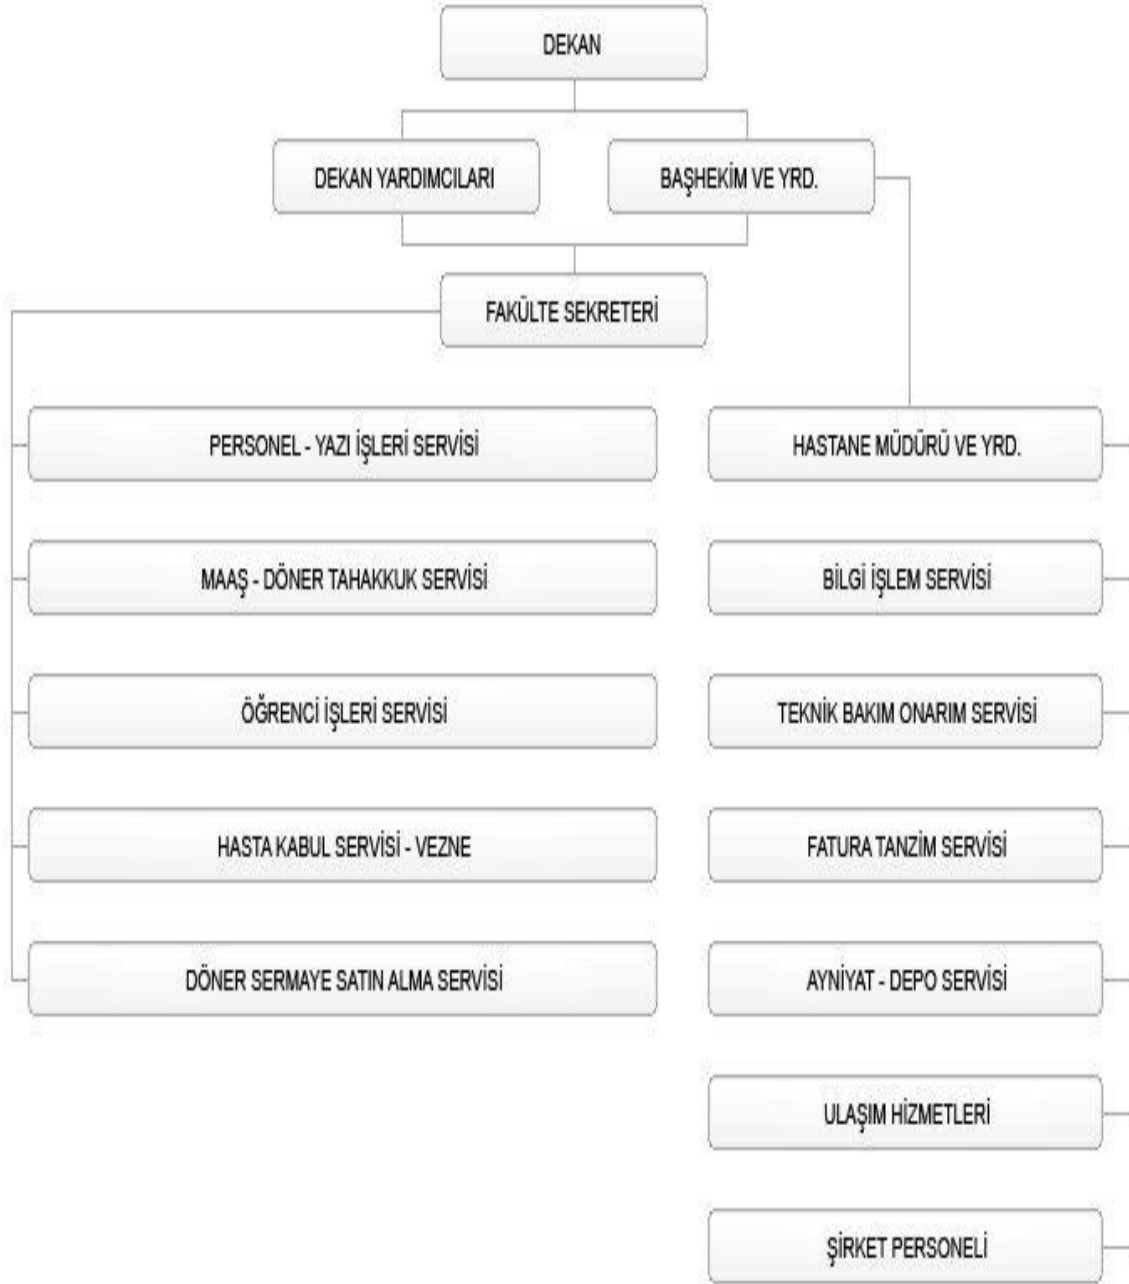 DEKAN
DEKAN YARDIMCILARI
BAŞHEKİM VE YRD.
FAKÜLTE SEKRETERİ
PERSONEL - YAZI İŞLERİ SERVİSİ
HASTANE MÜDÜRÜ VE YRD.
MAAŞ - DÖNER TAHAKKUK SERVİSİ
BİLGİ İŞLEM SERVİSİ
ÖĞRENCİ İŞLERİ SERVİSİ
TEKNİK BAKIM ONARIM SERVİSİ
HASTA KABUL SERVİSİ - VEZNE
FATURA TANZİM SERVİSİ
DÖNER SERMAYE SATIN ALMA SERVİSİ
AYNİYAT - DEPO SERVİSİ
ULAŞIM HİZMETLERİ
ŞİRKET PERSONELİ